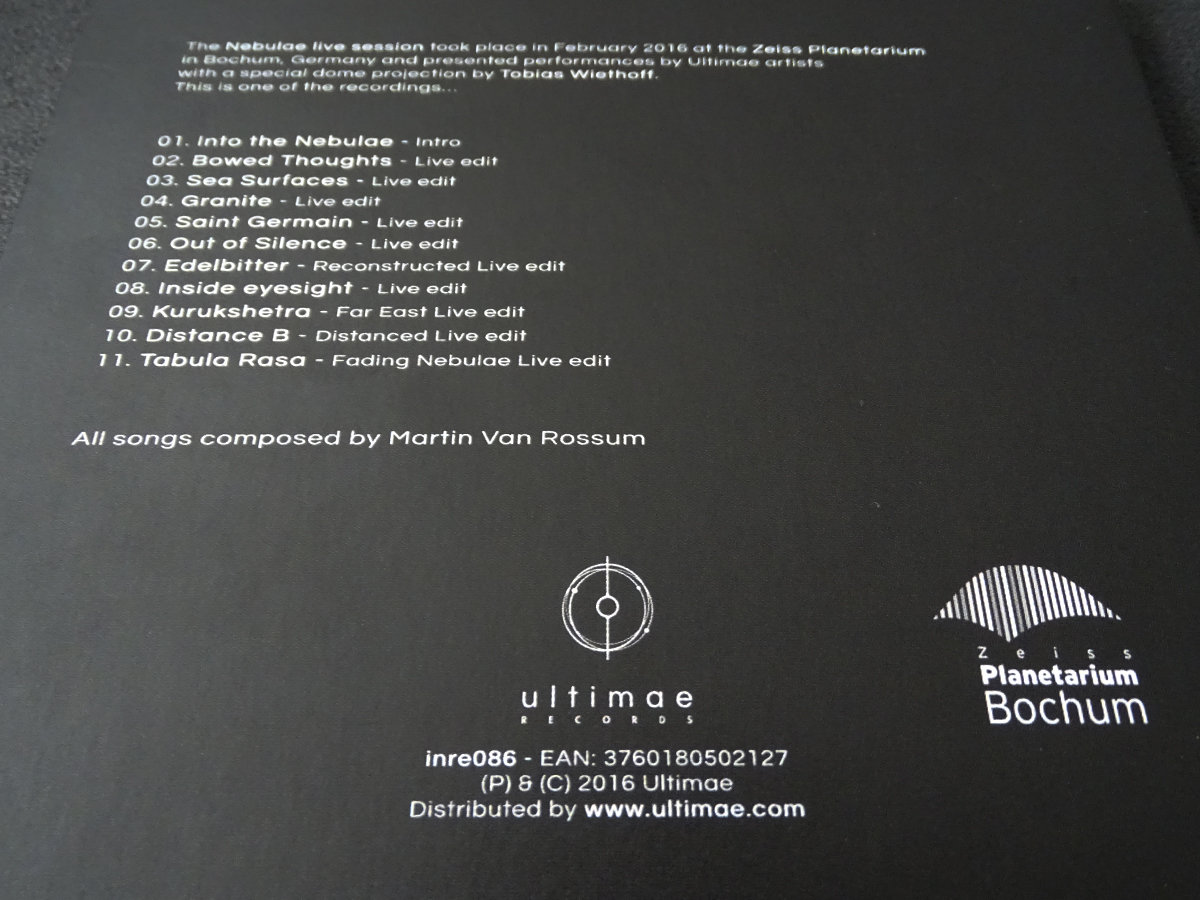 The Nebulae live session took place in February 2016 at the Zeiss Planetarium
in Bochum, Germany and presented performances by Ultimae artists
with a special dome projection by Tobias Wiethoff.
This is one of the recordings...
01. Into the Nebulae - Intro
02. Bowed Thoughts - Live edit
03. Sea Surfaces - Live edit
04. Granite - Live edit
05. Saint Germain - Live edit
06. Out of Silence - Live edit
07. Edelbitter - Reconstructed Live edit
08. Inside eyesight - Live edit
09. Kurukshetra - Far East Live edit
10. Distance B - Distanced Live edit
11. Tabula Rasa - Fading Nebulae Live edit
All songs composed by Martin Van Rossum
ultimae
RECORDS
inre086 - EAN: 3760180502127
(P) & (C) 2016 Ultimae
Distributed by www.ultimae.com
Zeiss
Planetarium
Bochum